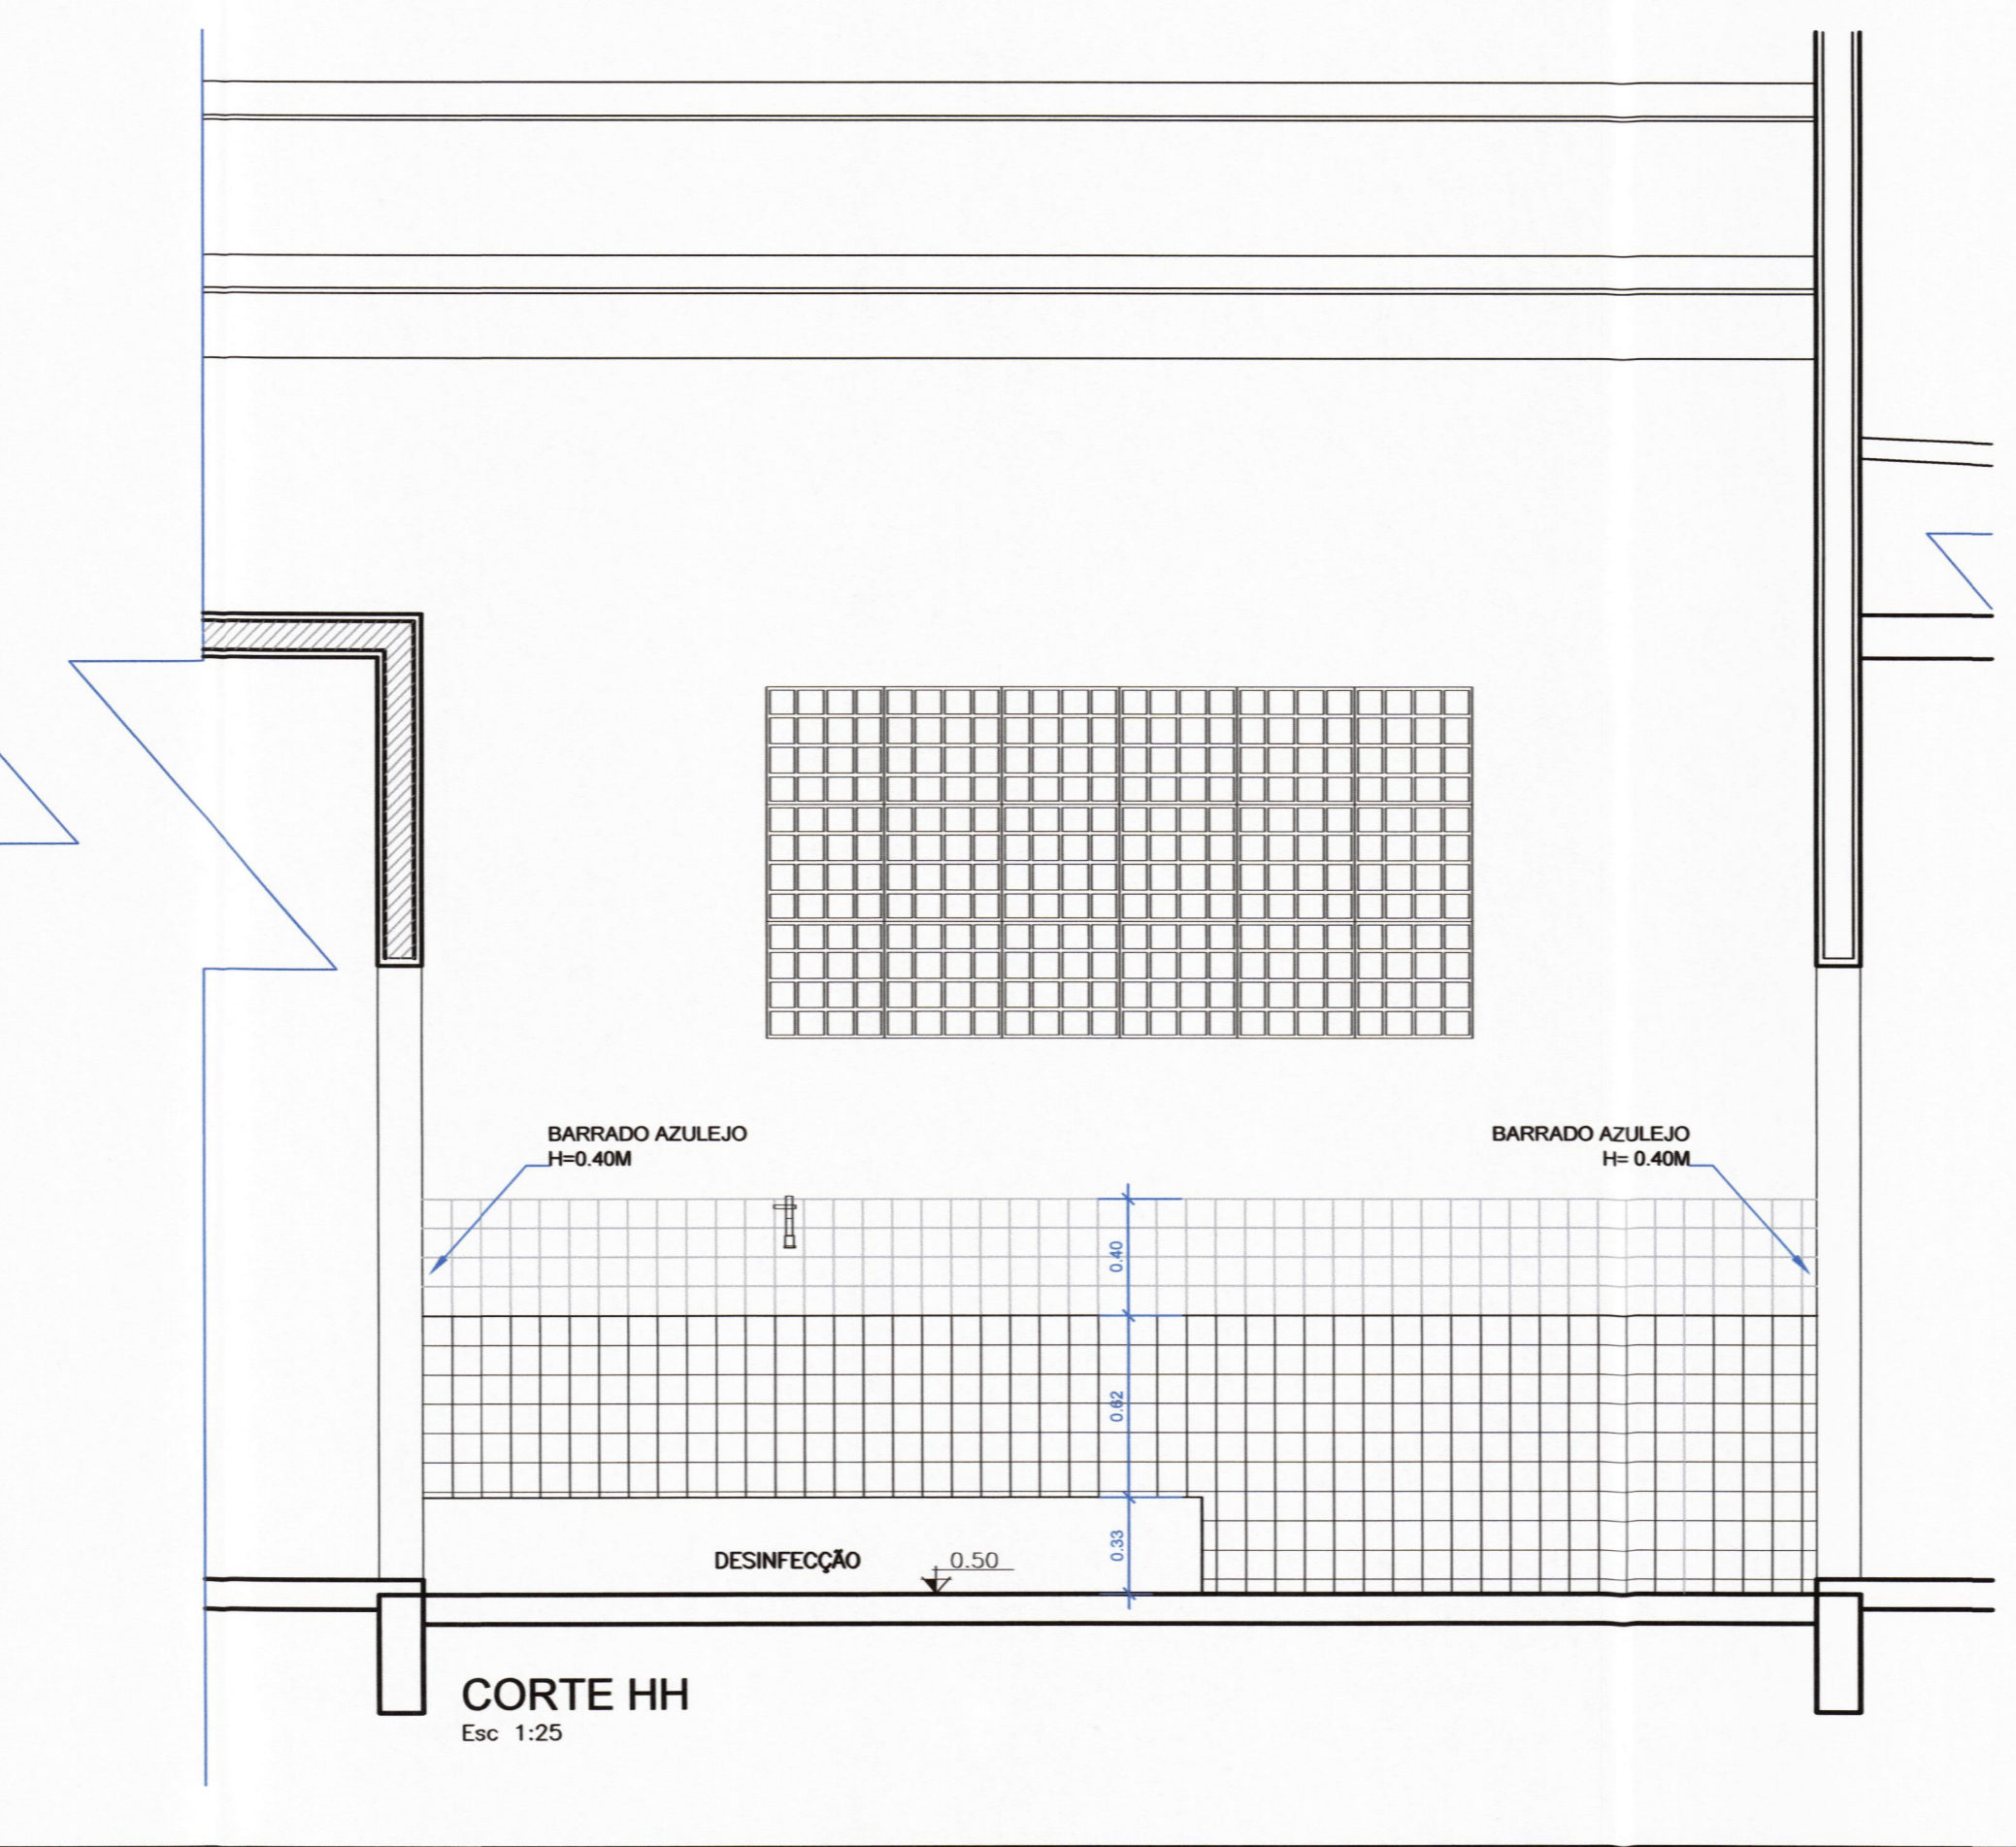 BARRADO AZULEJO
H=0.40M
BARRADO AZULEJO
H= 0.40M
0.40
0.62
0.33
DESINFECÇÃO
0.50
CORTE HH
Esc 1:25